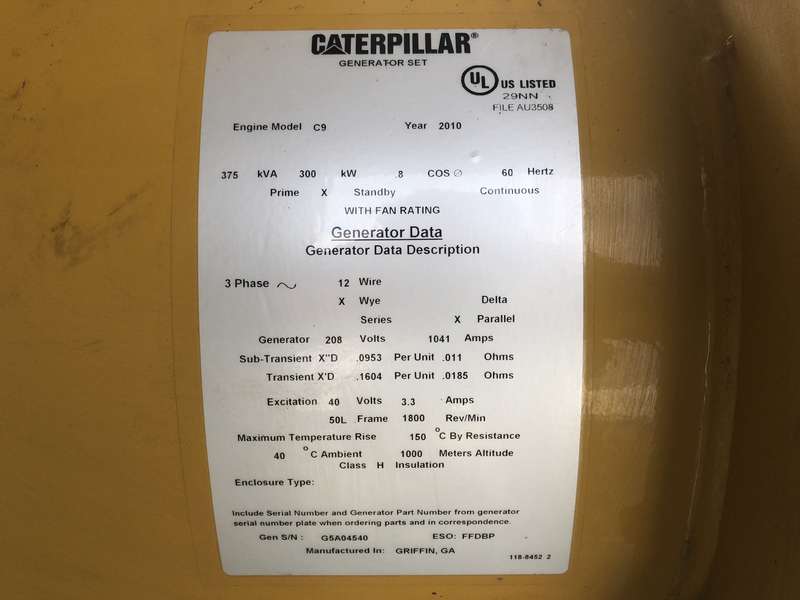 CATERPILLAR®
GENERATOR SET
UL US LISTED
29NN
FILE AU3508
Engine Model C9 Year 2010
375 kVA 300 kW .8 COS ∅ 60 Hertz
Prime X Standby Continuous
WITH FAN RATING
Generator Data
Generator Data Description
3 Phase 12 Wire
X Wye Delta
Series X Parallel
Generator 208 Volts 1041 Amps
Sub-Transient X"D .0953 Per Unit .011 Ohms
Transient X'D .1604 Per Unit .0185 Ohms
Excitation 40 Volts 3.3 Amps
50L Frame 1800 Rev/Min
Maximum Temperature Rise 150 °C By Resistance
40 °C Ambient 1000 Meters Altitude
Class H Insulation
Enclosure Type:
Include Serial Number and Generator Part Number from generator
serial number plate when ordering parts and in correspondence.
Gen S/N : G5A04540 ESO: FFDBP
Manufactured In: GRIFFIN, GA
118-8452 2